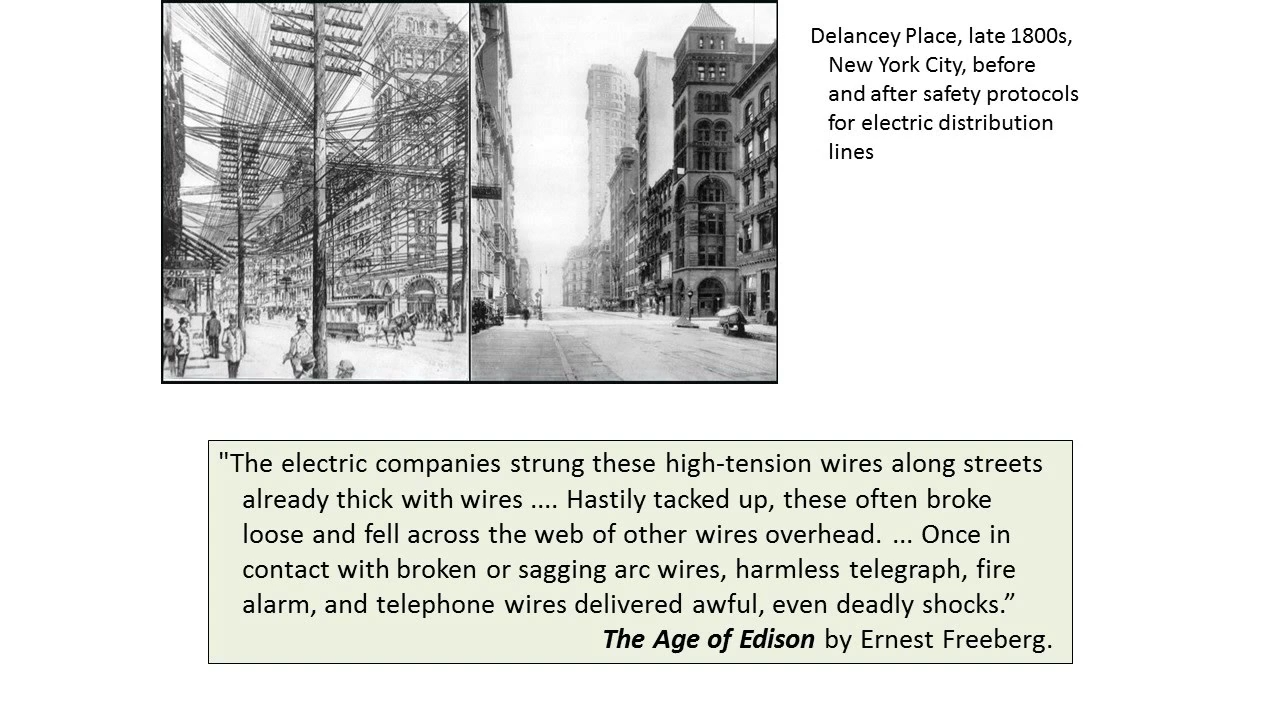 Delancey Place, late 1800s,
New York City, before
and after safety protocols
for electric distribution
lines
"The electric companies strung these high-tension wires along streets
already thick with wires .... Hastily tacked up, these often broke
loose and fell across the web of other wires overhead. ... Once in
contact with broken or sagging arc wires, harmless telegraph, fire
alarm, and telephone wires delivered awful, even deadly shocks.”
The Age of Edison by Ernest Freeberg.